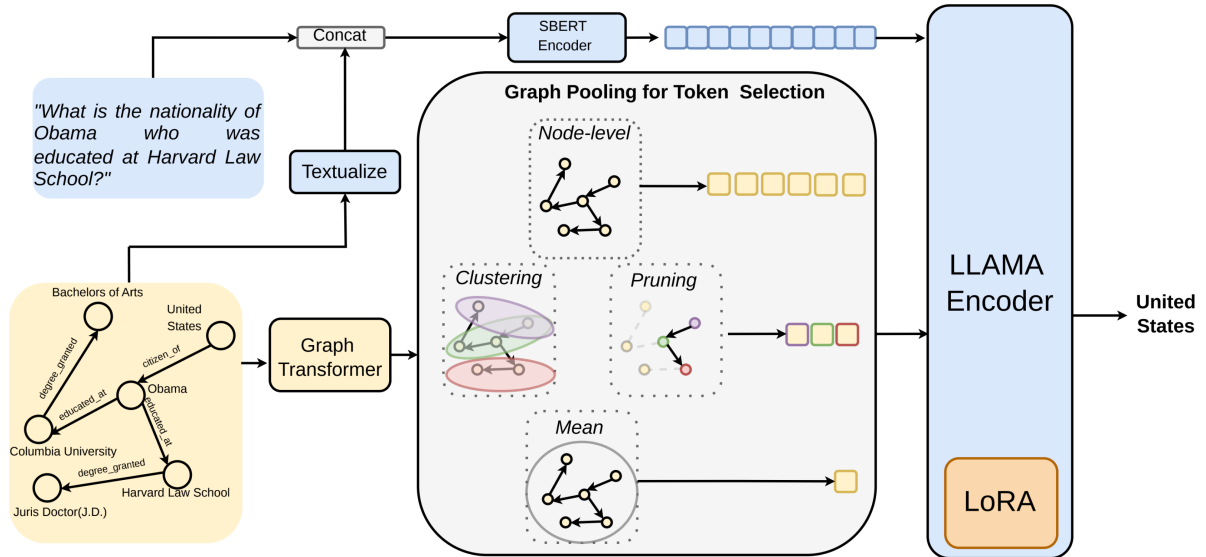 Concat
SBERT
Encoder
"What is the nationality of
Obama who was
educated at Harvard Law
School?"
Textualize
Graph Pooling for Token Selection
Node-level
Clustering
Pruning
Mean
Bachelors of Arts
United
States
degree_granted
citizen_of
Obama
educated_at
educated_at
Columbia University
degree_granted
Harvard Law School
Juris Doctor(J.D.)
Graph
Transformer
LLAMA
Encoder
LoRA
United
States